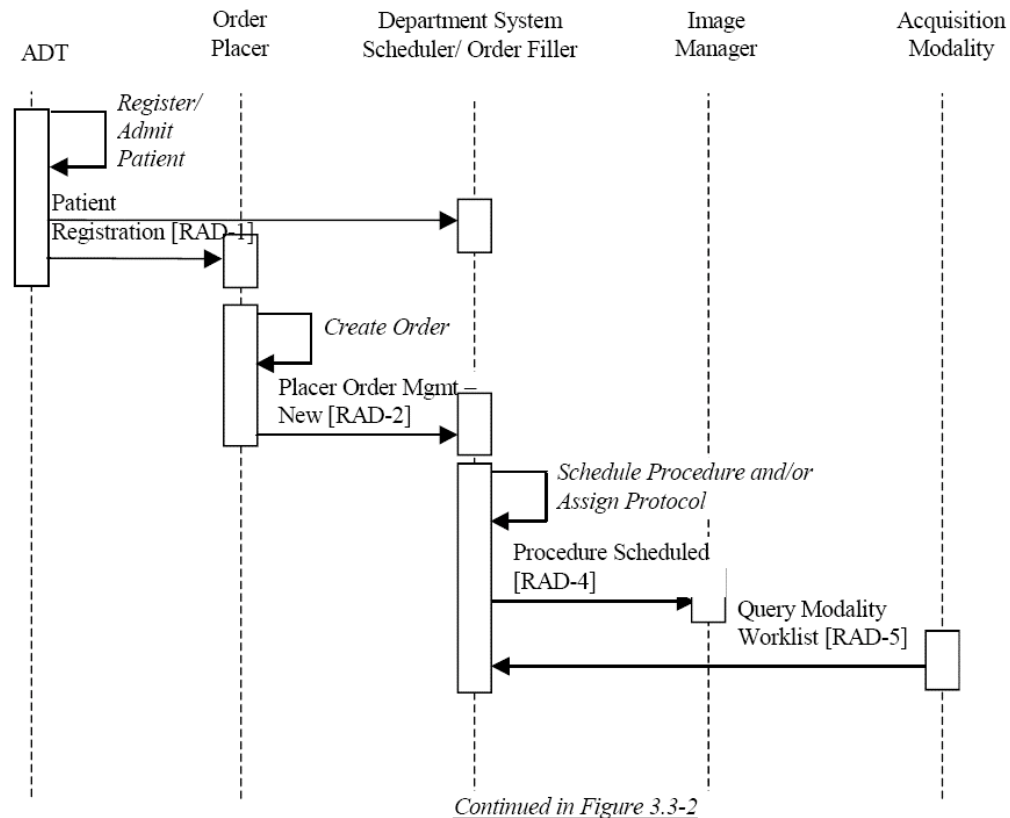 ADT
Order
Placer
Department System
Scheduler/ Order Filler
Image
Manager
Acquisition
Modality
Register/
Admit
Patient
Patient
Registration [RAD-1]
Create Order
Placer Order Mgmt –
New [RAD-2]
Schedule Procedure and/or
Assign Protocol
Procedure Scheduled
[RAD-4]
Query Modality
Worklist [RAD-5]
Continued in Figure 3.3-2